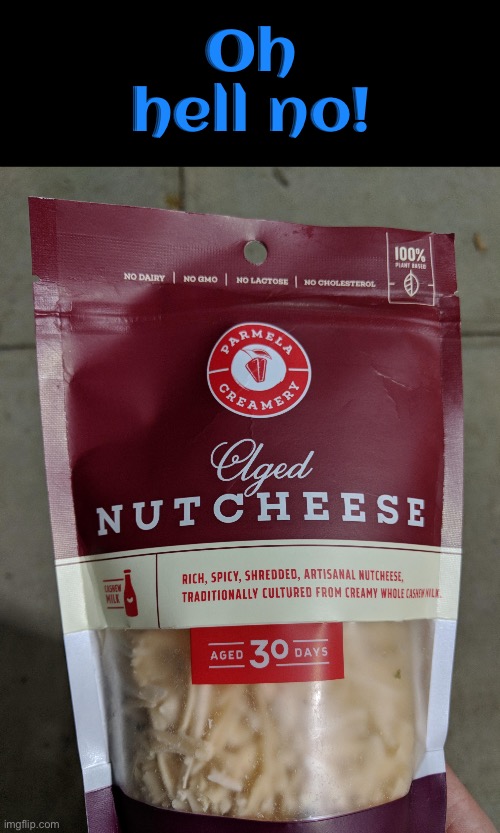 Oh
hell no!
100%
PLANT BASED
NO DAIRY | NO GMO | NO LACTOSE | NO CHOLESTEROL
PARMELA
CREAMERY
Aged
NUTCHEESE
CASHEW
MILK
RICH, SPICY, SHREDDED, ARTISANAL NUTCHEESE,
TRADITIONALLY CULTURED FROM CREAMY WHOLE CASHEW MILK.
AGED 30 DAYS
imgflip.com